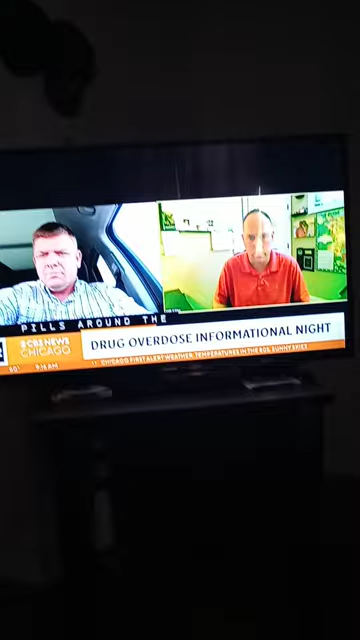 PILLS AROUND THE
CBS NEWS
CHICAGO
DRUG OVERDOSE INFORMATIONAL NIGHT
CHICAGO FIRST ALERT WEATHER: TEMPERATURES IN THE 80S, SUNNY SKIES